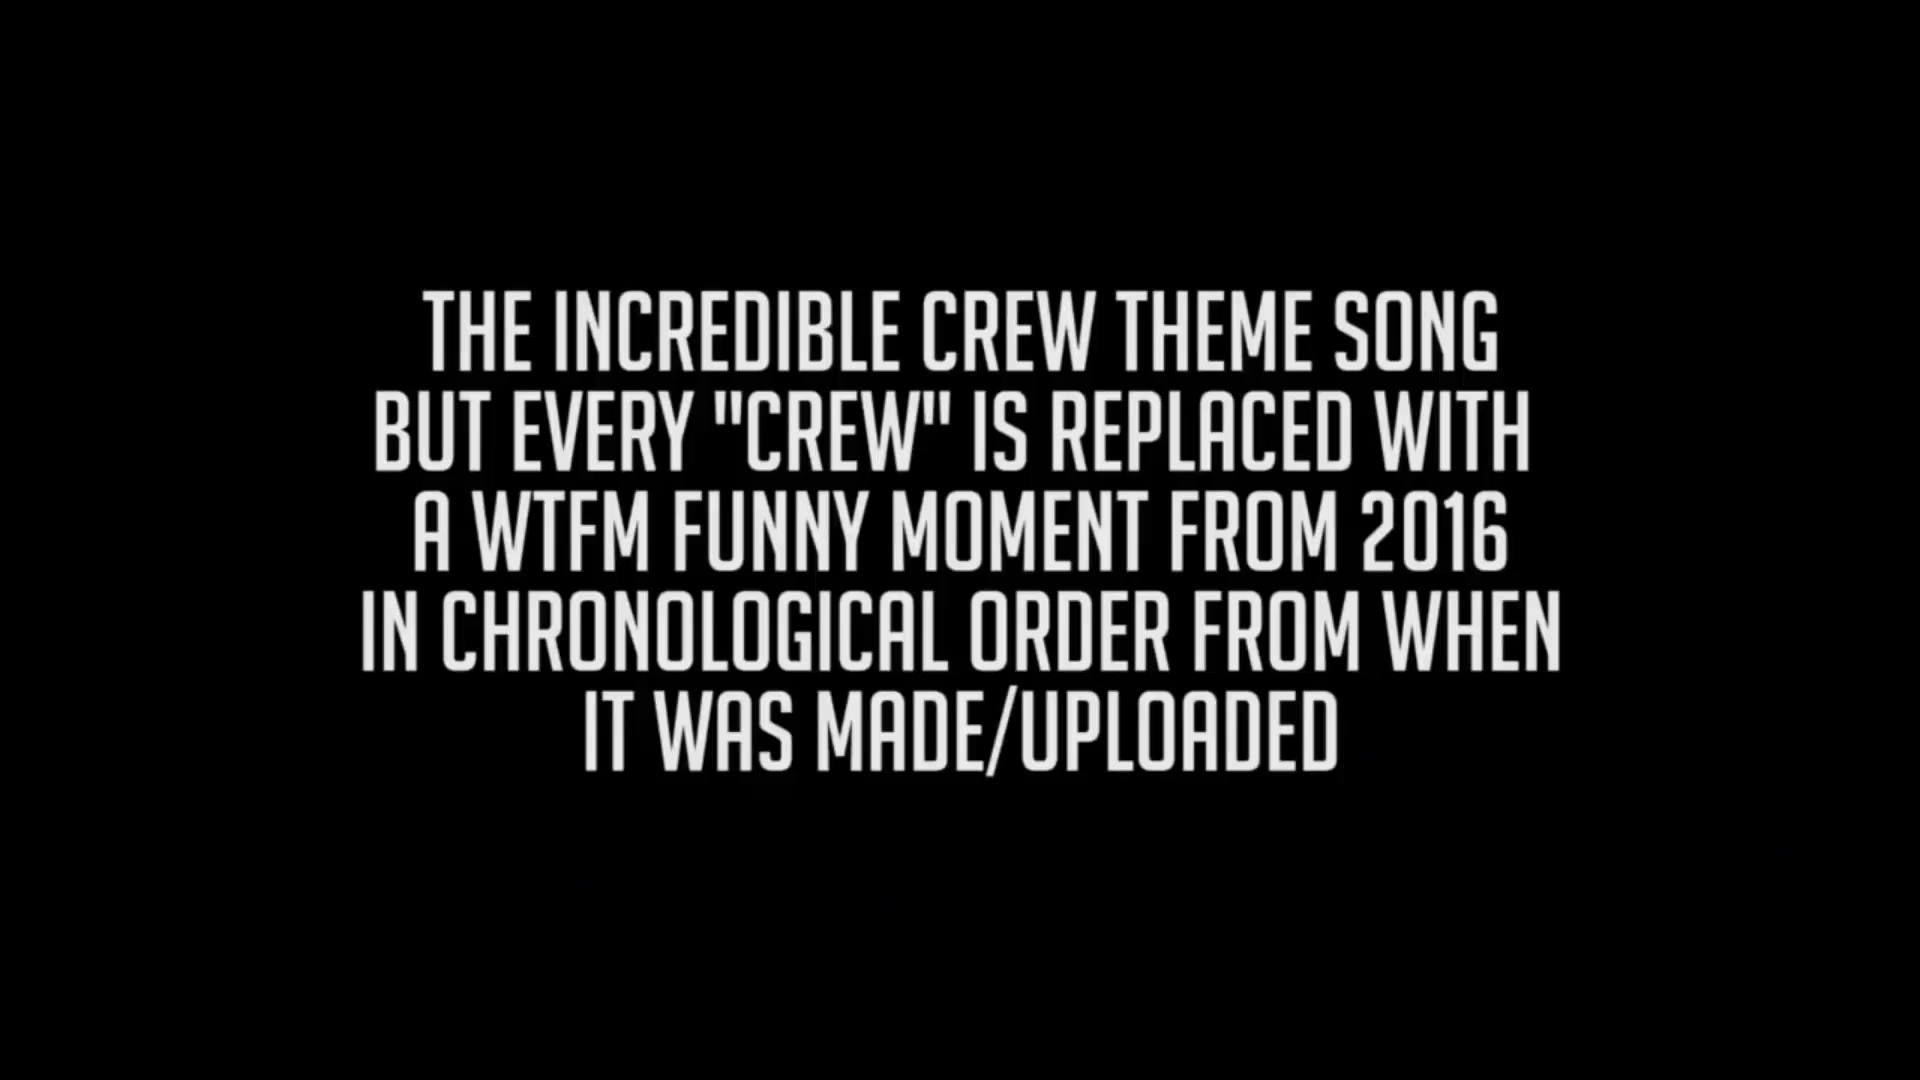 THE INCREDIBLE CREW THEME SONG
BUT EVERY "CREW" IS REPLACED WITH
A WTFM FUNNY MOMENT FROM 2016
IN CHRONOLOGICAL ORDER FROM WHEN
IT WAS MADE/UPLOADED